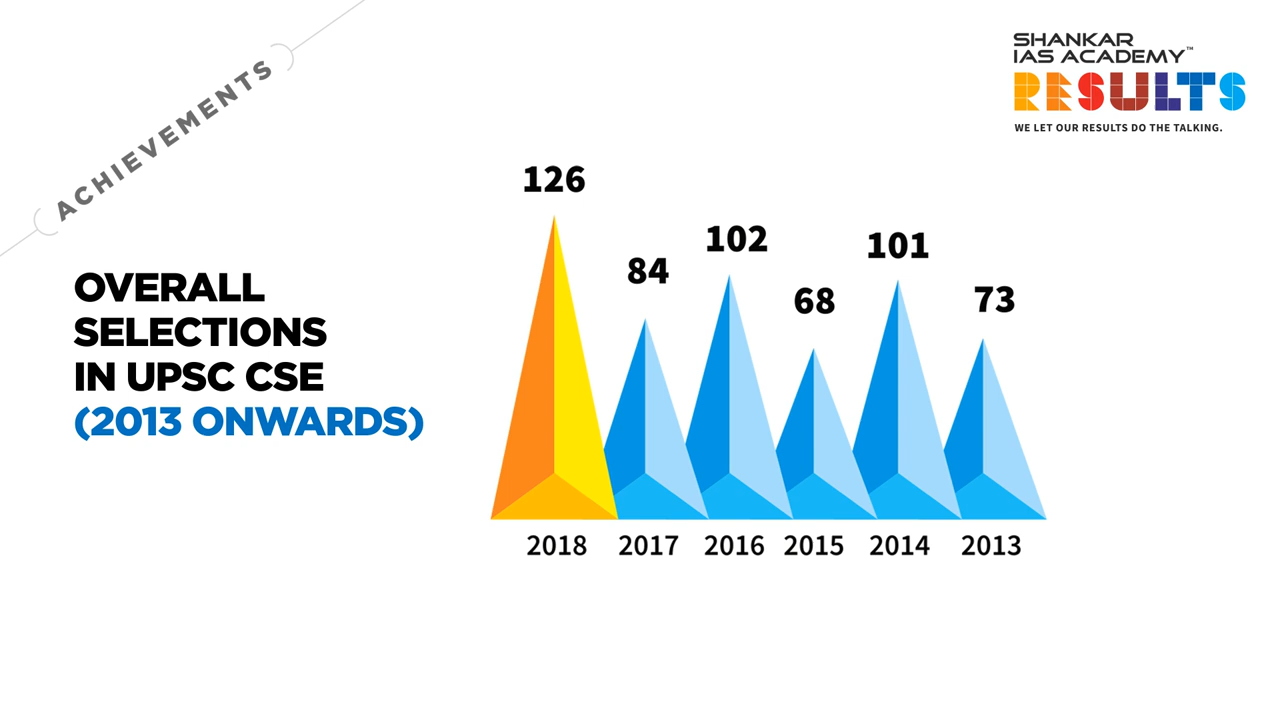 ACHIEVEMENTS
SHANKAR
IAS ACADEMY™
RESULTS
WE LET OUR RESULTS DO THE TALKING.
OVERALL
SELECTIONS
IN UPSC CSE
(2013 ONWARDS)
126
84
102
68
101
73
2018 2017 2016 2015 2014 2013